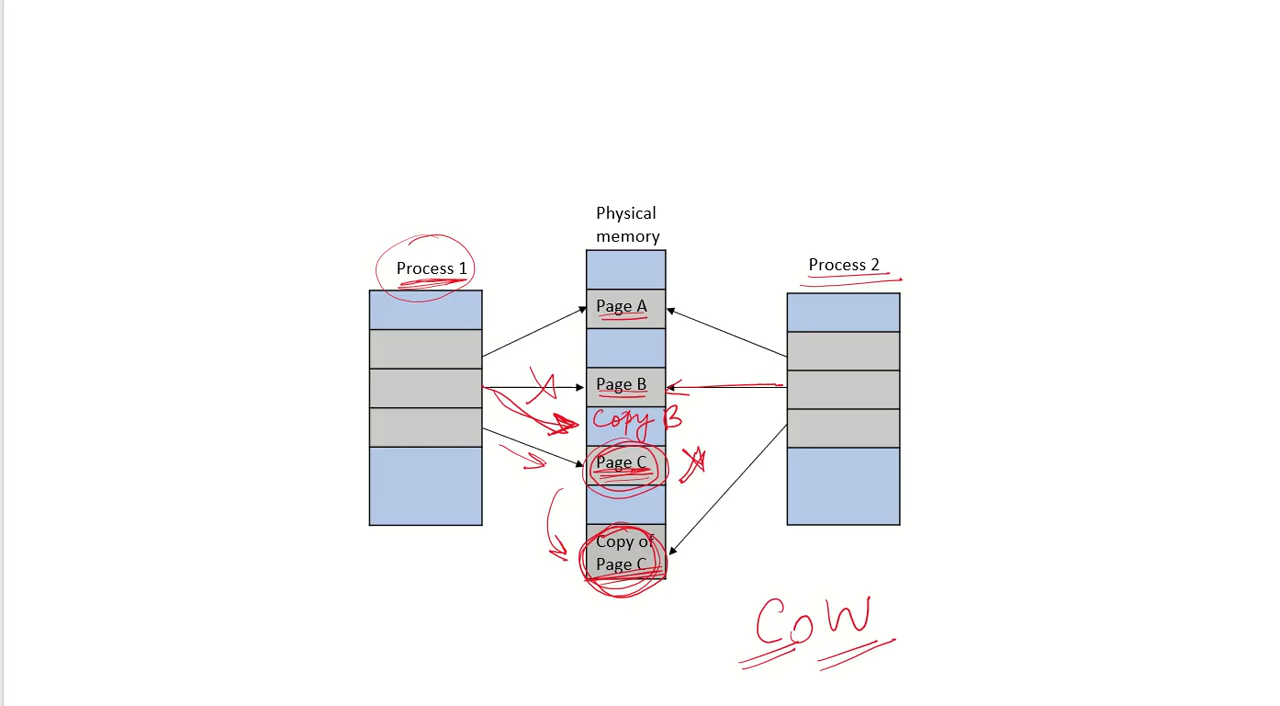 Physical
memory
Process 1
Process 2
Page A
Page B
Copy B
Page C
Copy of
Page C
CoW